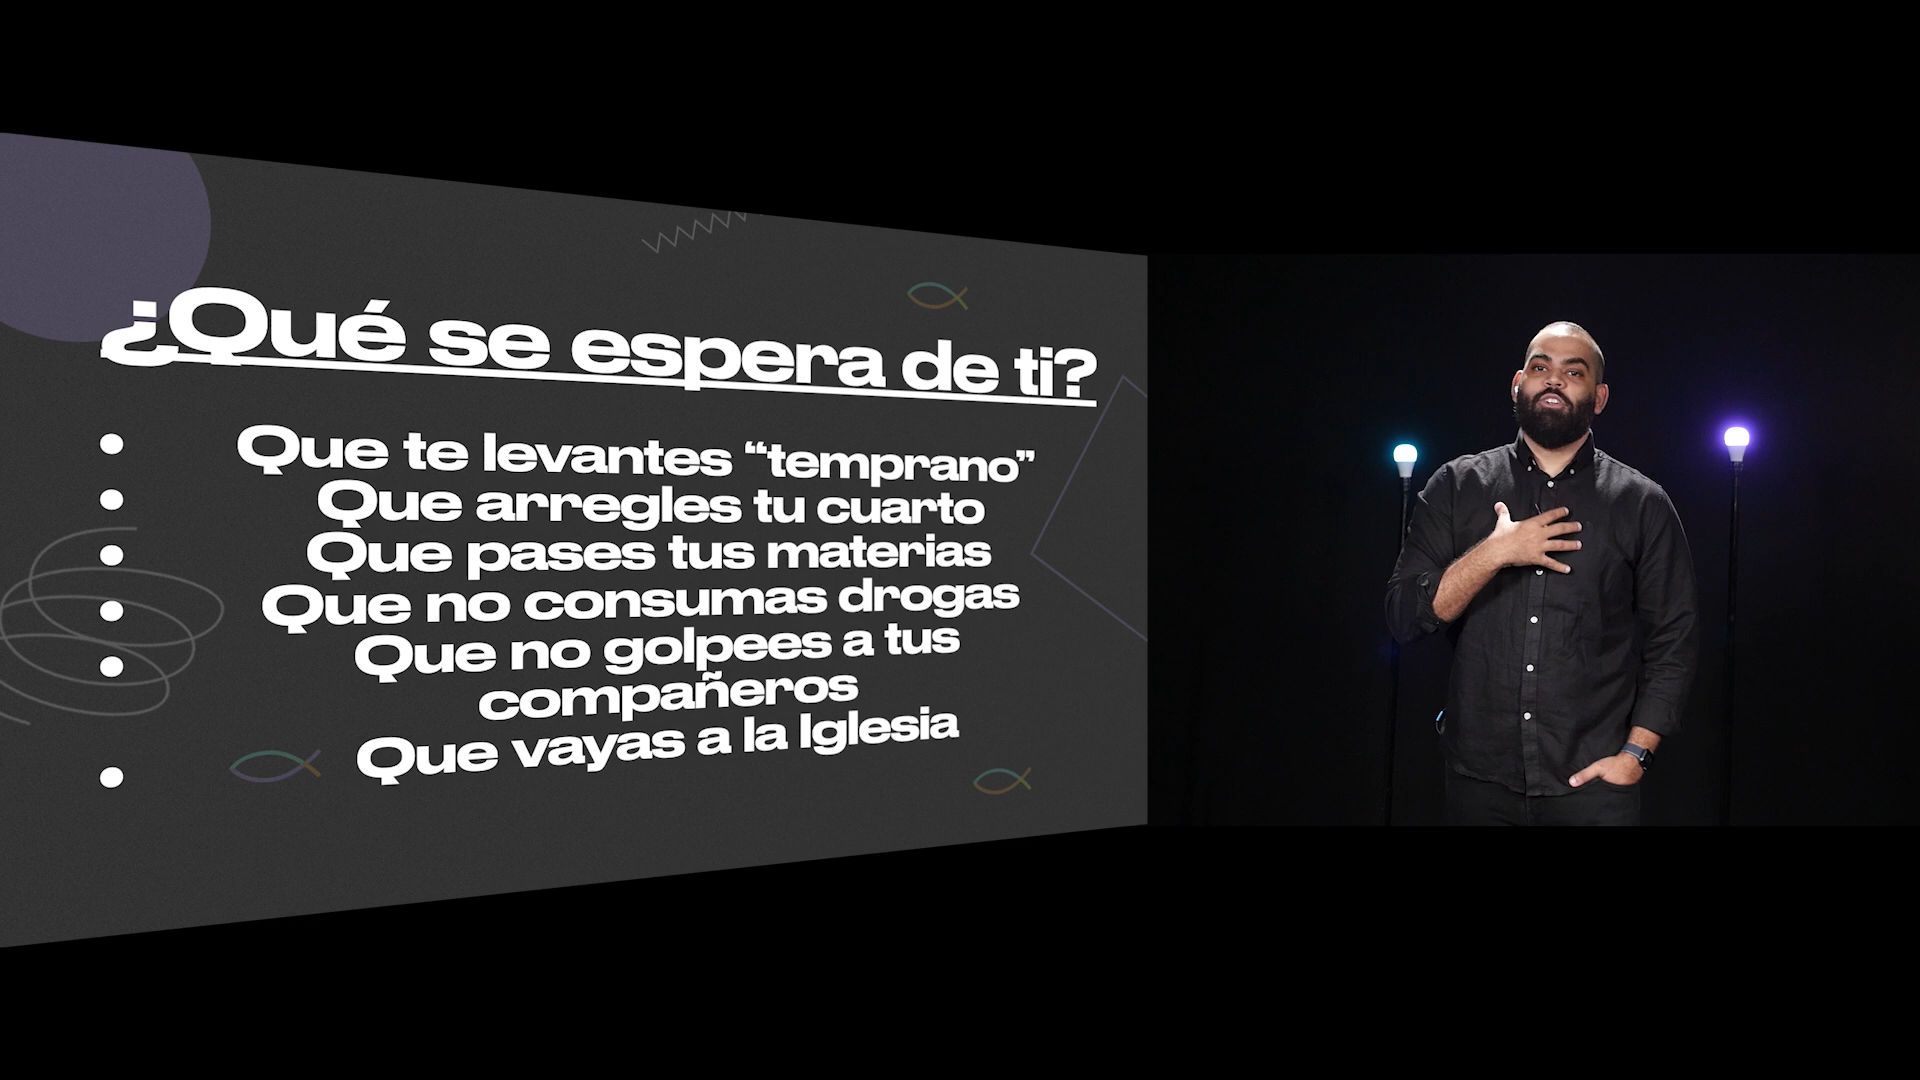 ¿Qué se espera de ti?
Que te levantes “temprano”
Que arregles tu cuarto
Que pases tus materias
Que no consumas drogas
Que no golpees a tus
compañeros
Que vayas a la Iglesia